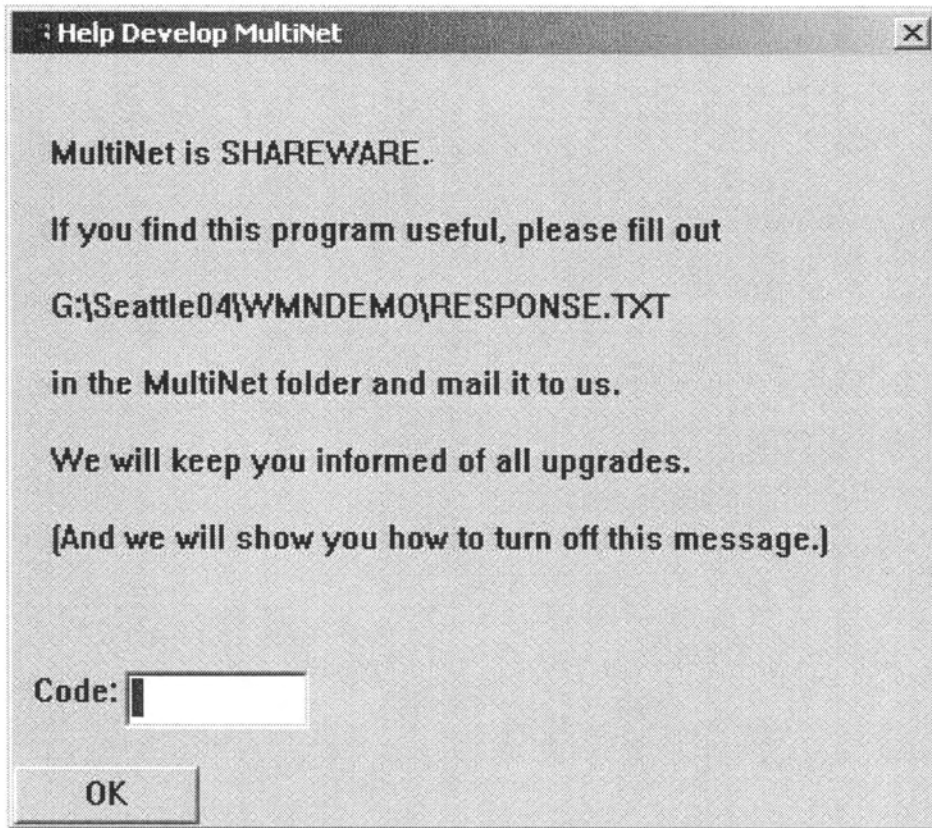 Help Develop MultiNet
MultiNet is SHAREWARE.
If you find this program useful, please fill out
G:\Seattle04\WMNDEMO\RESPONSE.TXT
in the MultiNet folder and mail it to us.
We will keep you informed of all upgrades.
(And we will show you how to turn off this message.)
Code:
OK